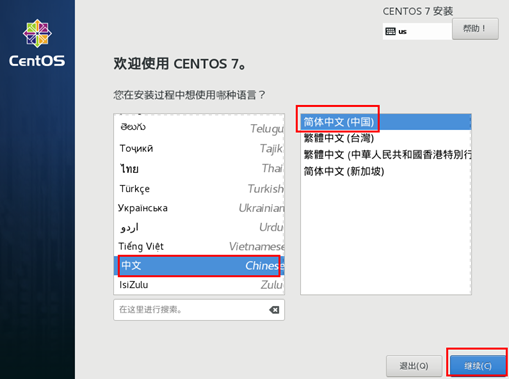 CentOS
CENTOS 7 安装
us
帮助！
欢迎使用 CENTOS 7。
您在安装过程中想使用哪种语言？
తెలుగు Telugu
Тоҷикӣ Tajik
ไทย Thai
Türkçe Turkish
Українська Ukrainian
اردو Urdu
Tiếng Việt Vietnamese
中文 Chinese
IsiZulu Zulu
简体中文 (中国)
繁體中文 (台灣)
繁體中文 (中華人民共和國香港特別行
简体中文 (新加坡)
在这里进行搜索。
退出(Q)
继续(C)